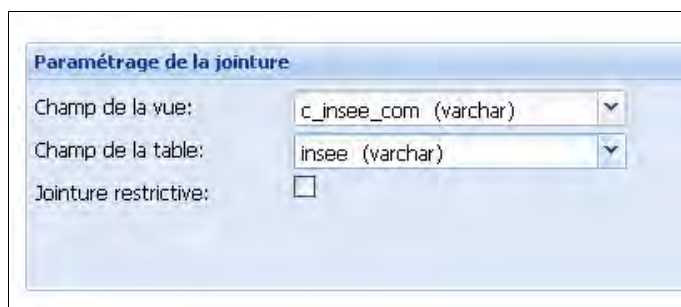 Paramétrage de la jointure
Champ de la vue: c_insee_com (varchar)
Champ de la table: insee (varchar)
Jointure restrictive: